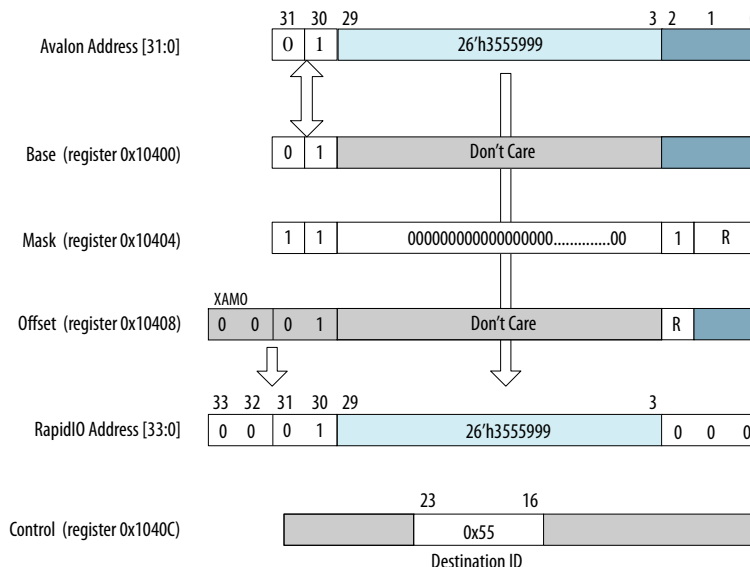 31 30 29 3 2 1
Avalon Address [31:0] 0 1 26'h3555999
Base (register 0x10400) 0 1 Don't Care
Mask (register 0x10404) 1 1 000000000000000000..............00 1 R
XAMO
Offset (register 0x10408) 0 0 0 1 Don't Care R
33 32 31 30 29 3
RapidIO Address [33:0] 0 0 0 1 26'h3555999 0 0 0
23 16
Control (register 0x1040C) 0x55
Destination ID